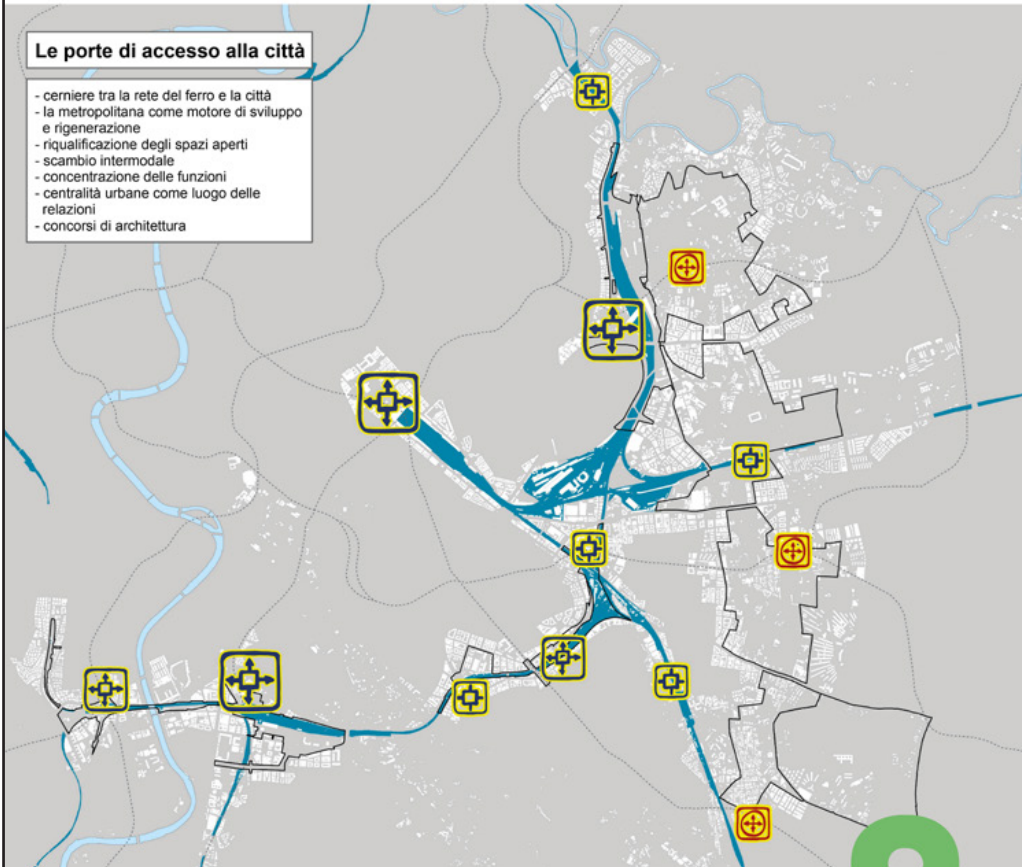 Le porte di accesso alla città
- cerniere tra la rete del ferro e la città
- la metropolitana come motore di sviluppo
e rigenerazione
- riqualificazione degli spazi aperti
- scambio intermodale
- concentrazione delle funzioni
- centralità urbane come luogo delle
relazioni
- concorsi di architettura